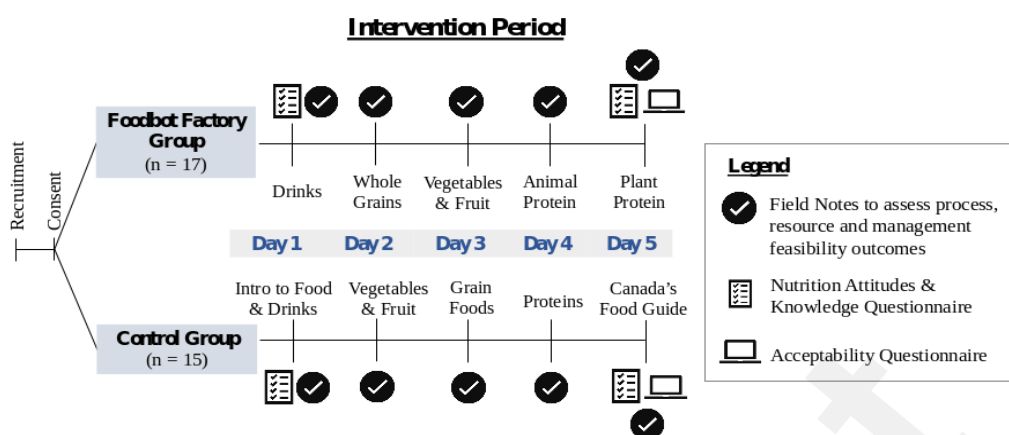 Intervention Period
Foodbot Factory
Group
(n = 17)
Recruitment
Consent
Drinks
Whole
Grains
Vegetables
& Fruit
Animal
Protein
Plant
Protein
Day 1
Day 2
Day 3
Day 4
Day 5
Intro to Food
& Drinks
Vegetables
& Fruit
Grain
Foods
Proteins
Canada's
Food Guide
Control Group
(n = 15)
Legend
Field Notes to assess process,
resource and management
feasibility outcomes
Nutrition Attitudes &
Knowledge Questionnaire
Acceptability Questionnaire